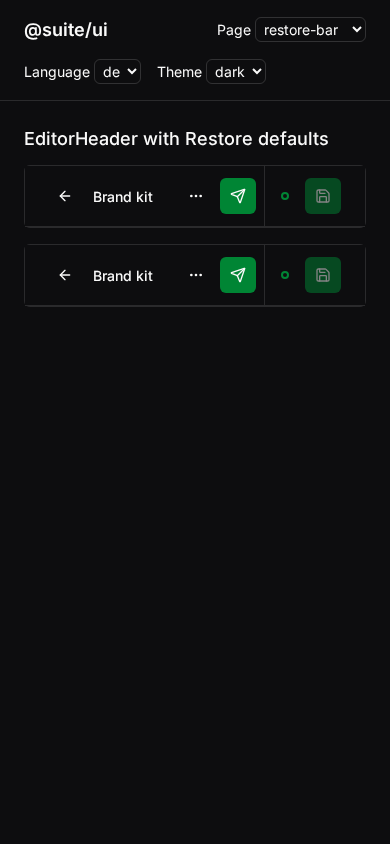 @suite/ui
Page restore-bar
Language de Theme dark
EditorHeader with Restore defaults
Brand kit
Brand kit